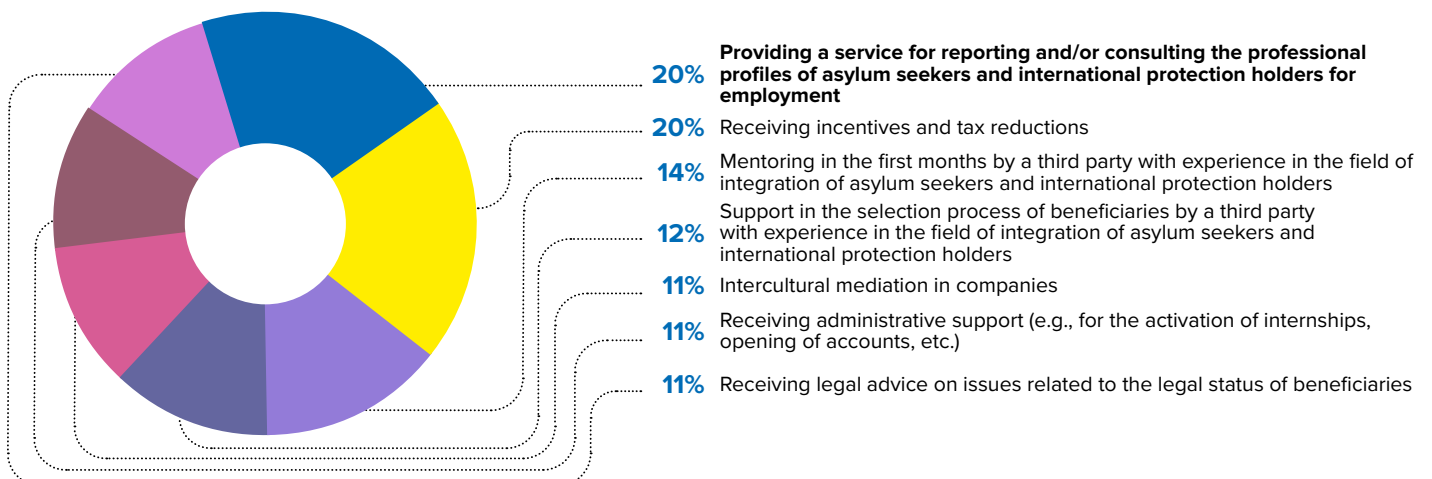 20% Providing a service for reporting and/or consulting the professional
profiles of asylum seekers and international protection holders for
employment
20% Receiving incentives and tax reductions
14% Mentoring in the first months by a third party with experience in the field of
integration of asylum seekers and international protection holders
12% Support in the selection process of beneficiaries by a third party
with experience in the field of integration of asylum seekers and
international protection holders
11% Intercultural mediation in companies
11% Receiving administrative support (e.g., for the activation of internships,
opening of accounts, etc.)
11% Receiving legal advice on issues related to the legal status of beneficiaries